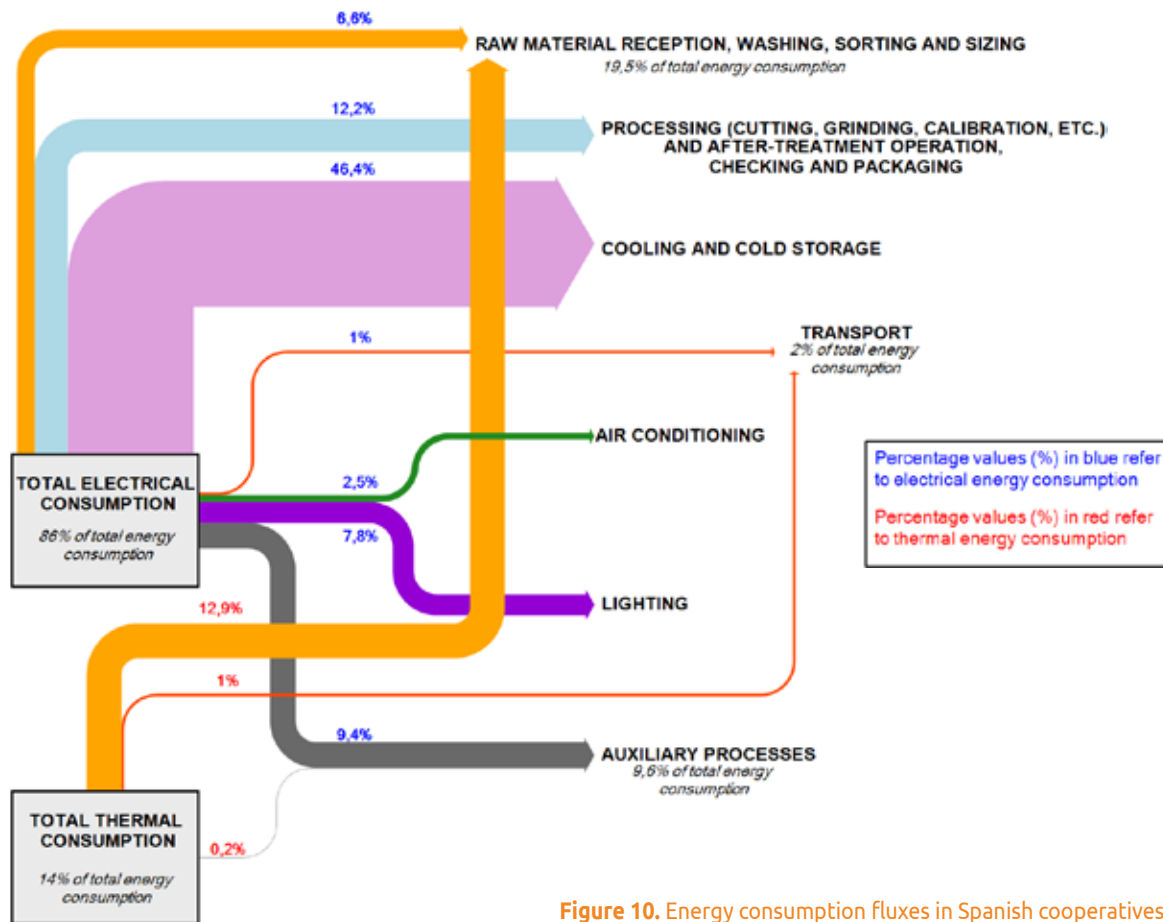 6,6%
RAW MATERIAL RECEPTION, WASHING, SORTING AND SIZING
19,5% of total energy consumption
12,2%
PROCESSING (CUTTING, GRINDING, CALIBRATION, ETC.)
AND AFTER-TREATMENT OPERATION,
CHECKING AND PACKAGING
46,4%
COOLING AND COLD STORAGE
1%
TRANSPORT
2% of total energy
consumption
AIR CONDITIONING
TOTAL ELECTRICAL
CONSUMPTION
86% of total energy
consumption
2,5%
7,8%
Percentage values (%) in blue refer
to electrical energy consumption
Percentage values (%) in red refer
to thermal energy consumption
LIGHTING
12,9%
1%
9,4%
AUXILIARY PROCESSES
9,6% of total energy
consumption
TOTAL THERMAL
CONSUMPTION
14% of total energy
consumption
0,2%
Figure 10. Energy consumption fluxes in Spanish cooperatives